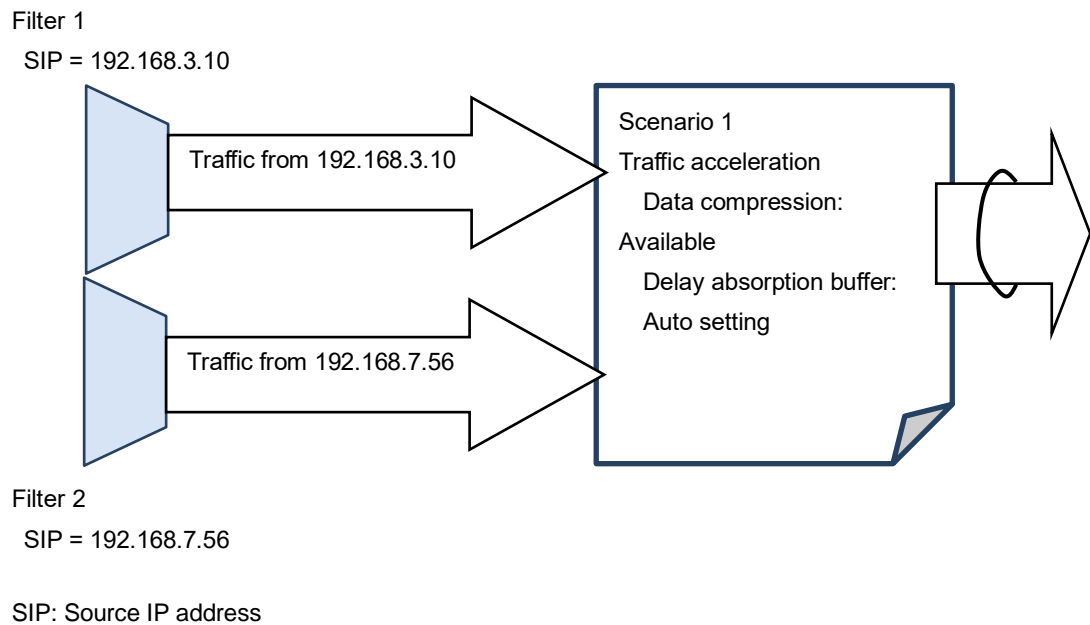 Filter 1
SIP = 192.168.3.10
Traffic from 192.168.3.10
Scenario 1
Traffic acceleration
Data compression:
Available
Delay absorption buffer:
Auto setting
Traffic from 192.168.7.56
Filter 2
SIP = 192.168.7.56
SIP: Source IP address